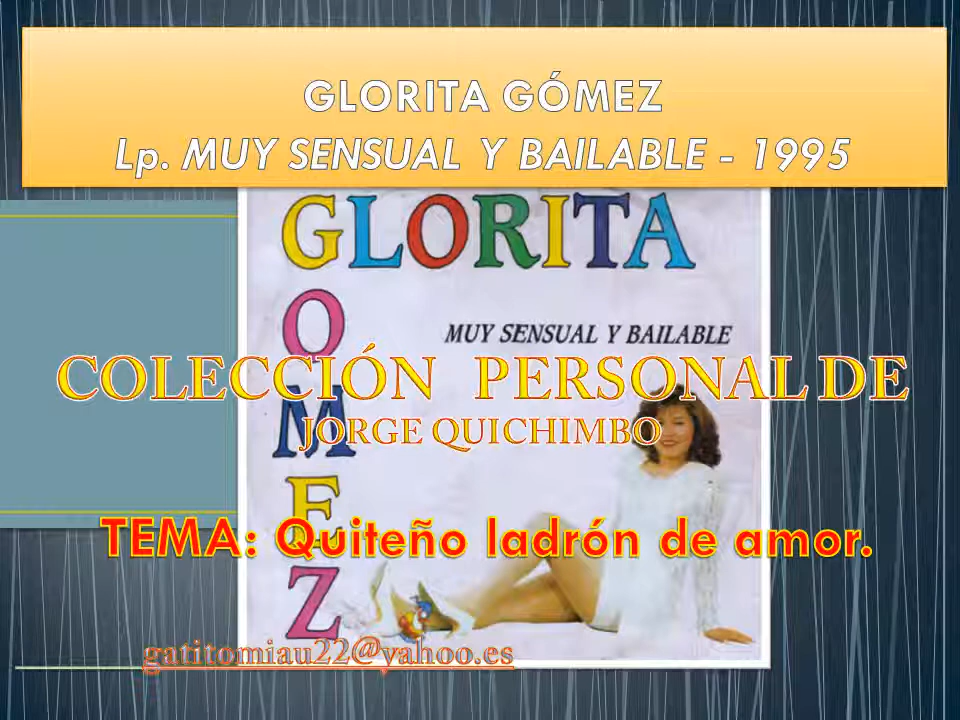 GLORITA GÓMEZ
Lp. MUY SENSUAL Y BAILABLE - 1995
GLORITA
GOMEZ
MUY SENSUAL Y BAILABLE
COLECCIÓN PERSONAL DE
JORGE QUICHIMBO
TEMA: Quiteño ladrón de amor.
gatitomiau22@yahoo.es